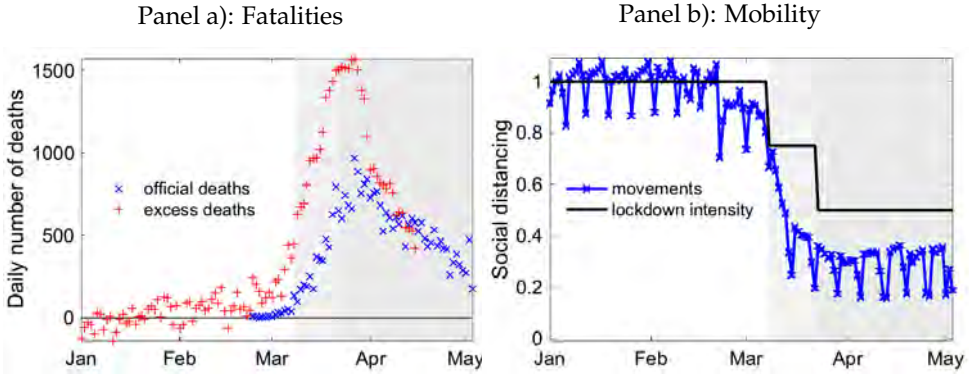 Panel a): Fatalities
Panel b): Mobility
Daily number of deaths
1500
1000
500
0
official deaths
excess deaths
Jan Feb Mar Apr May
Social distancing
1
0.8
0.6
0.4
0.2
0
movements
lockdown intensity
Jan Feb Mar Apr May